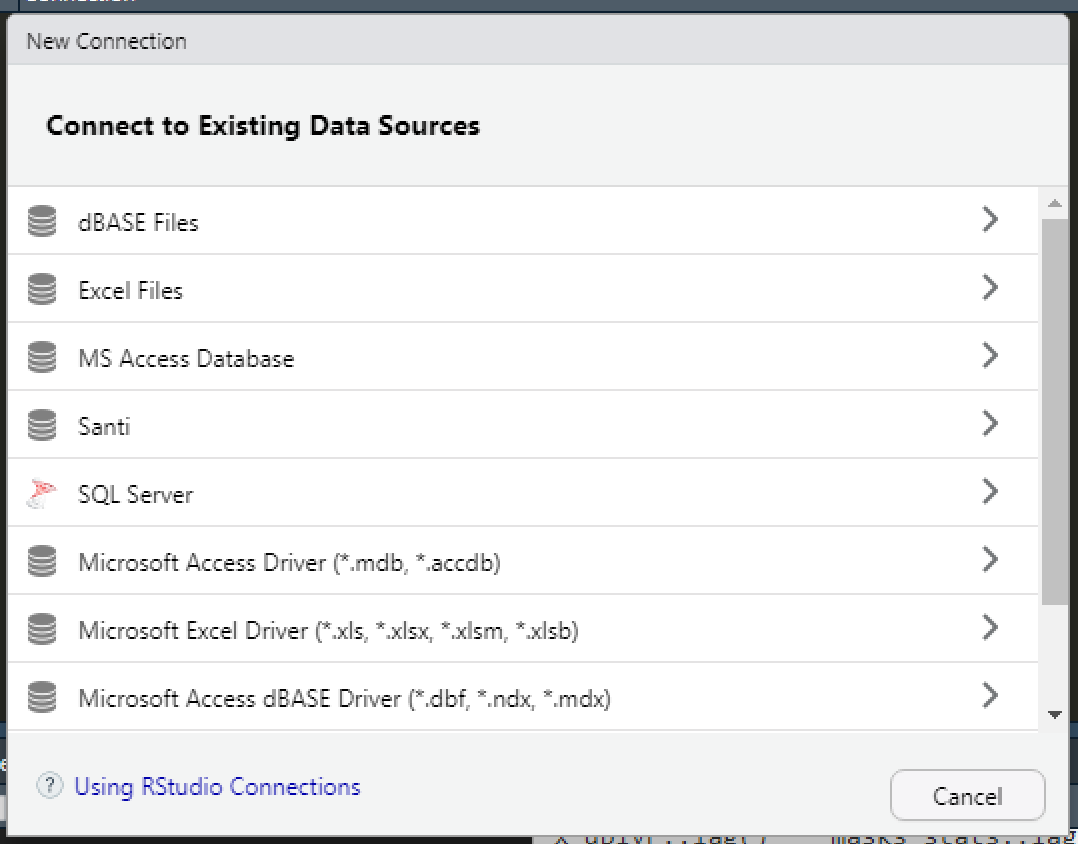 New Connection
Connect to Existing Data Sources
dBASE Files
Excel Files
MS Access Database
Santi
SQL Server
Microsoft Access Driver (*.mdb, *.accdb)
Microsoft Excel Driver (*.xls, *.xlsx, *.xlsm, *.xlsb)
Microsoft Access dBASE Driver (*.dbf, *.ndx, *.mdx)
? Using RStudio Connections
Cancel